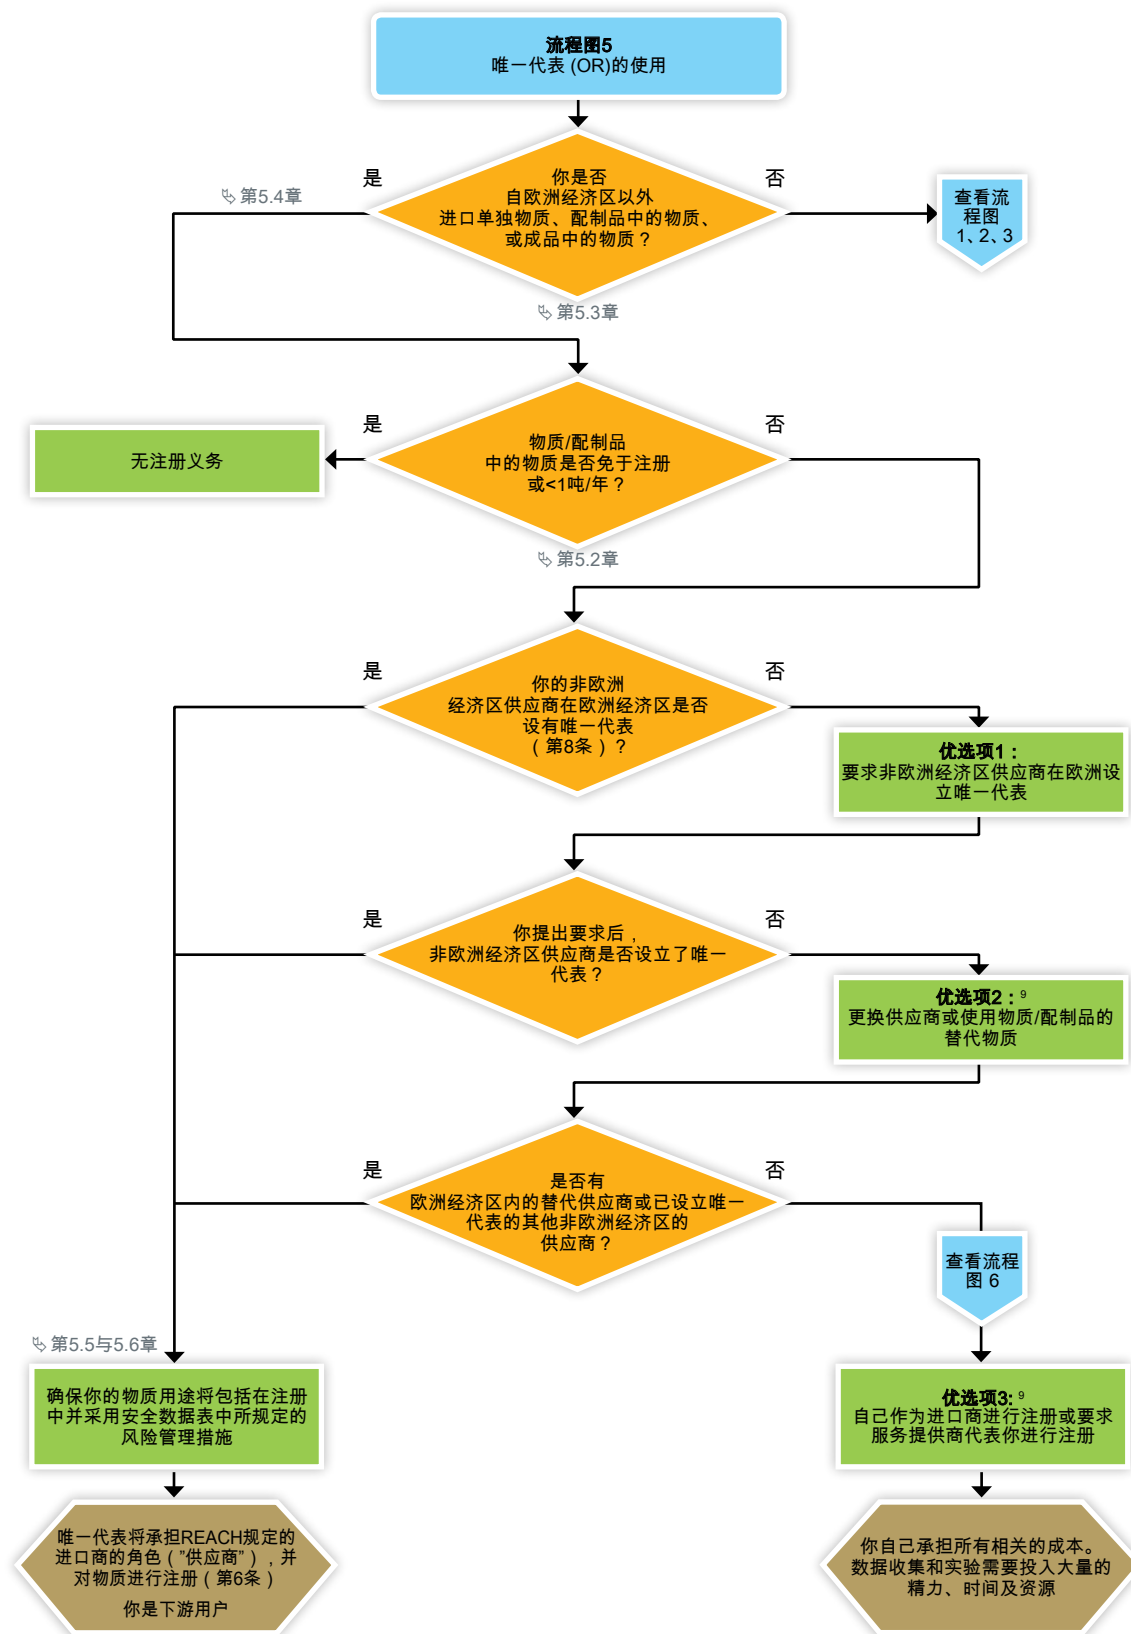 流程图5
唯一代表 (OR)的使用
是
你是否
自欧洲经济区以外
进口单独物质、配制品中的物质、
或成品中的物质？
否
第5.4章
查看流
程图
1、2、3
第5.3章
是
物质/配制品
中的物质是否免于注册
或<1吨/年？
否
无注册义务
第5.2章
是
你的非欧洲
经济区供应商在欧洲经济区是否
设有唯一代表
（第8条）？
否
优选项1：
要求非欧洲经济区供应商在欧洲设
立唯一代表
是
你提出要求后，
非欧洲经济区供应商是否设立了唯一
代表？
否
优选项2：9
更换供应商或使用物质/配制品的
替代物质
是
是否有
欧洲经济区内的替代供应商或已设立唯一
代表的其他非欧洲经济区的
供应商？
否
查看流程
图 6
第5.5与5.6章
确保你的物质用途将包括在注册
中并采用安全数据表中所规定的
风险管理措施
优选项3: 9
自己作为进口商进行注册或要求
服务提供商代表你进行注册
唯一代表将承担REACH规定的
进口商的角色（"供应商"），并
对物质进行注册（第6条）
你是下游用户
你自己承担所有相关的成本。
数据收集和实验需要投入大量的
精力、时间及资源